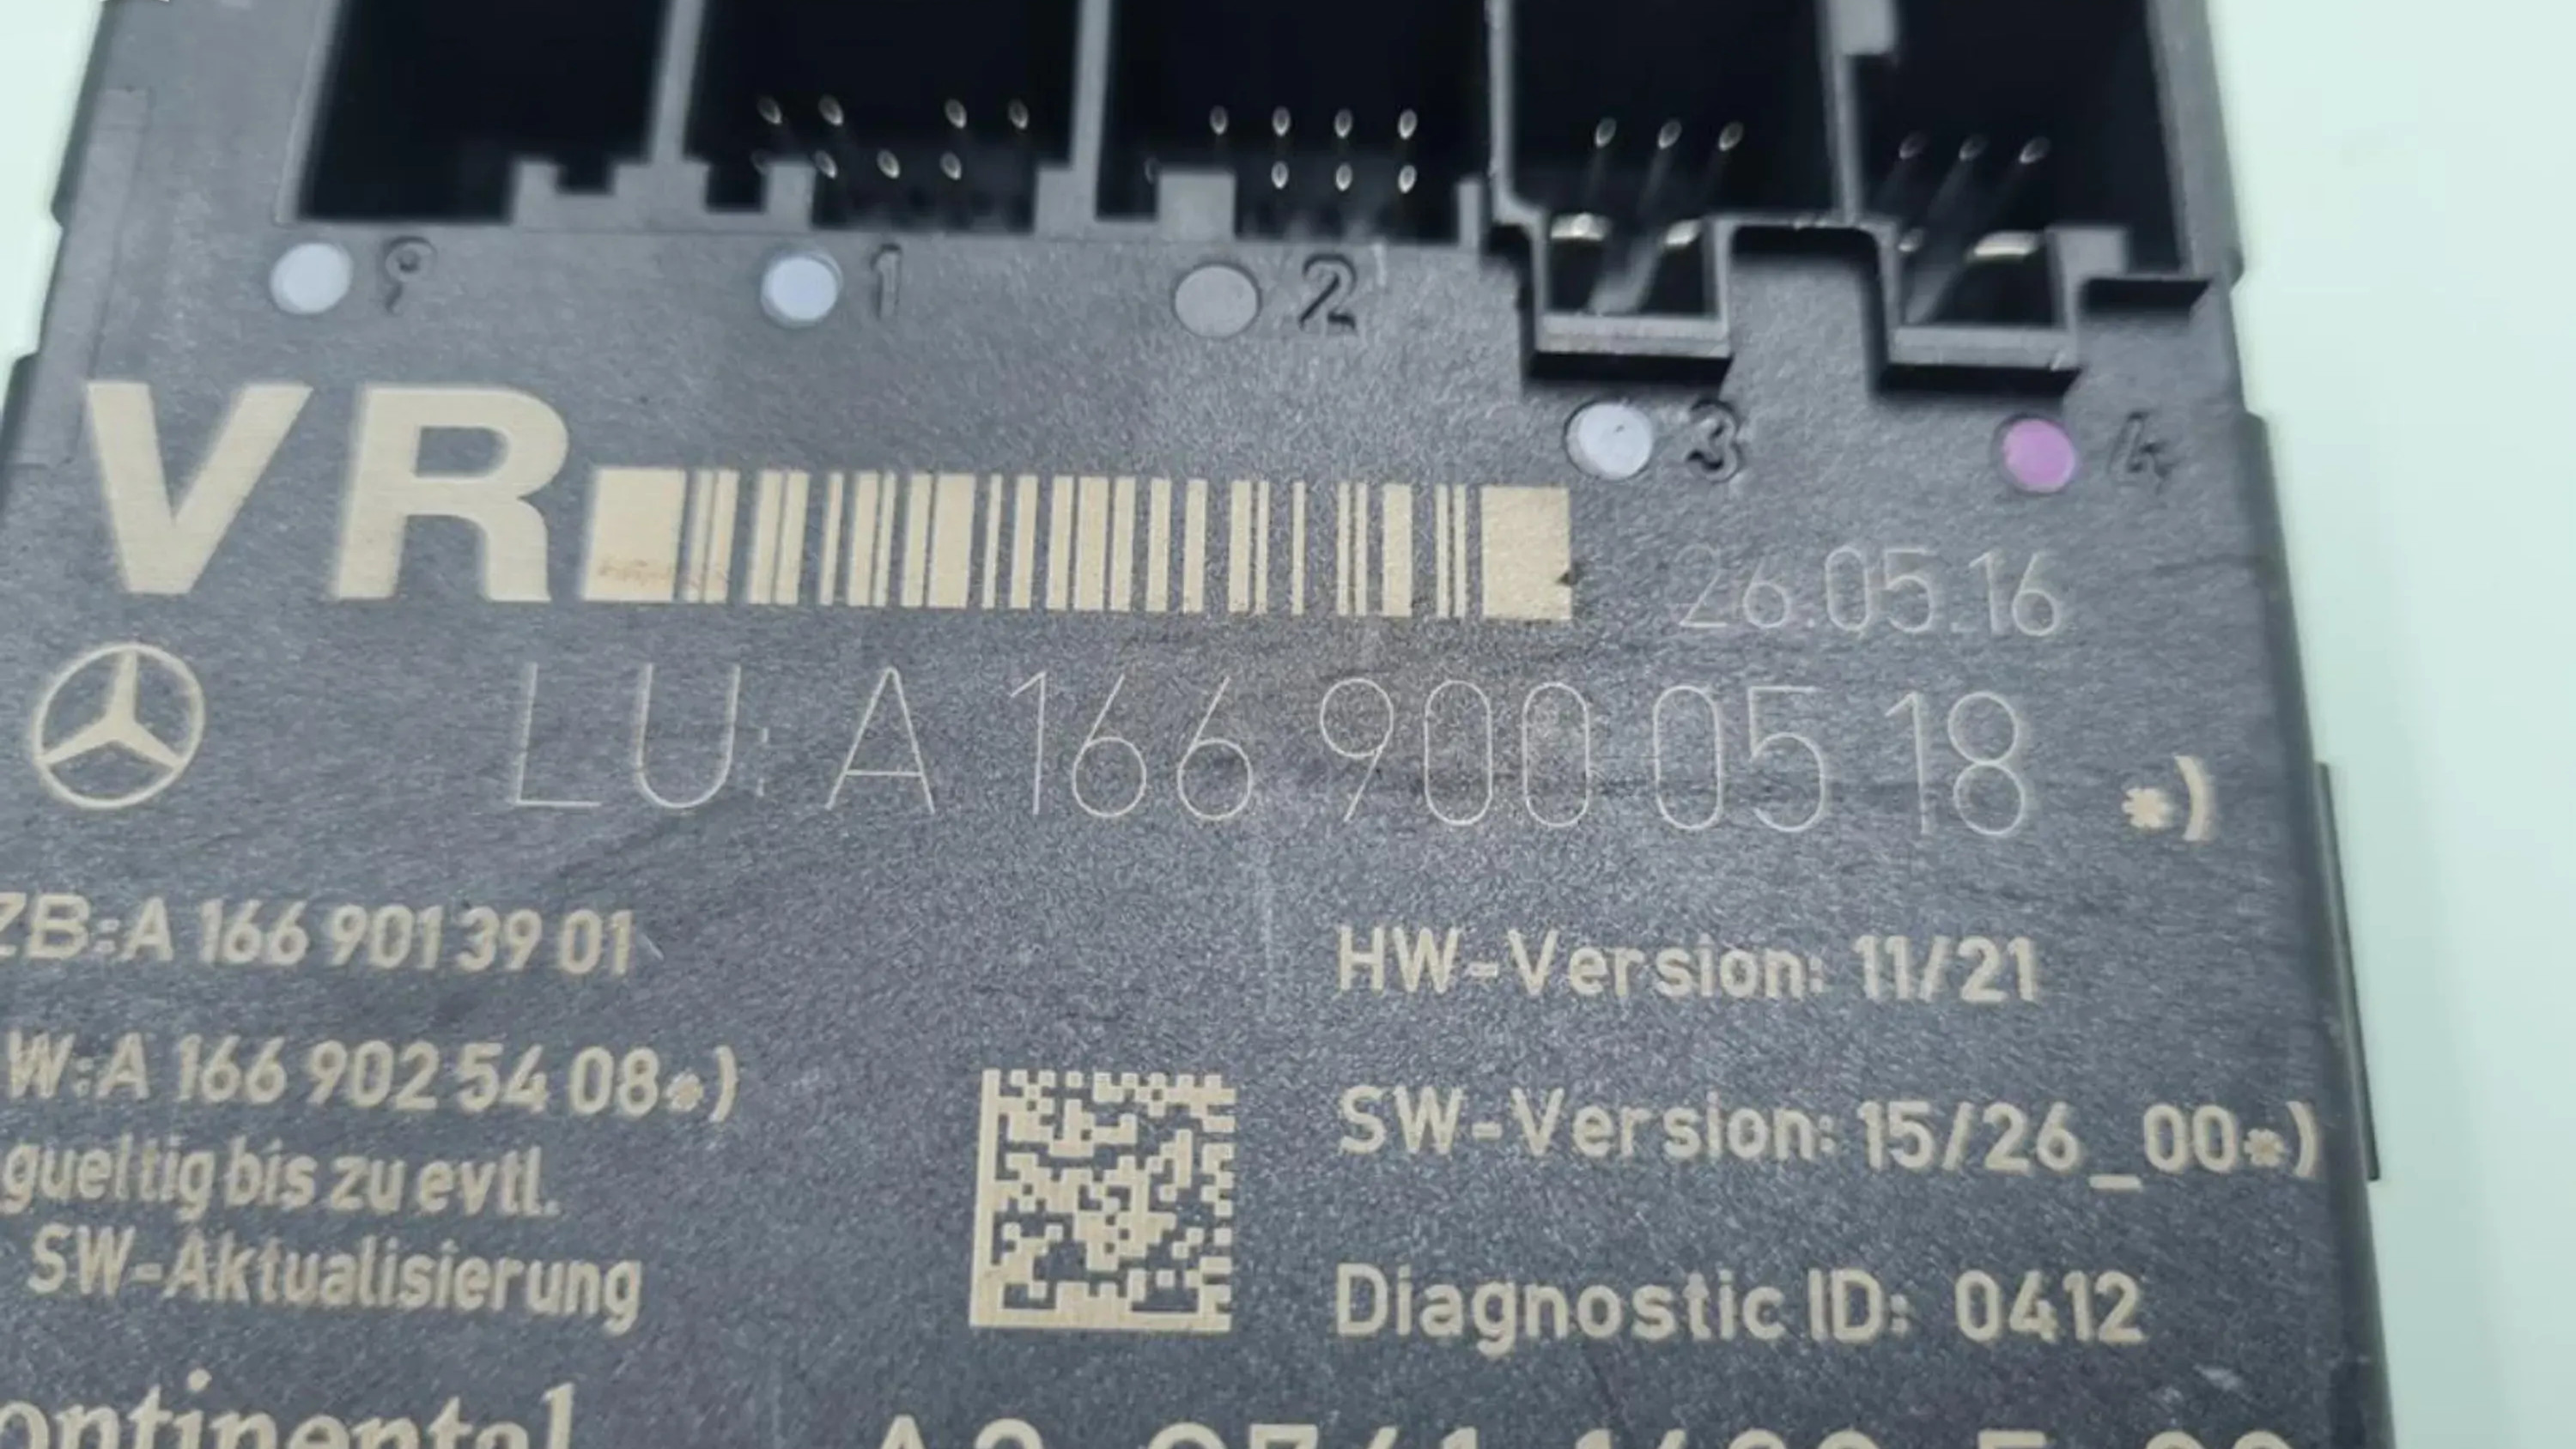 9 1 2
3 4
VR
26.05.16
LU: A 166 900 05 18 *)
ZB:A 166 901 39 01
HW-Version: 11/21
W:A 166 902 54 08*)
SW-Version: 15/26_00*)
gueltig bis zu evtl.
SW-Aktualisierung
Diagnostic ID: 0412
ontinental